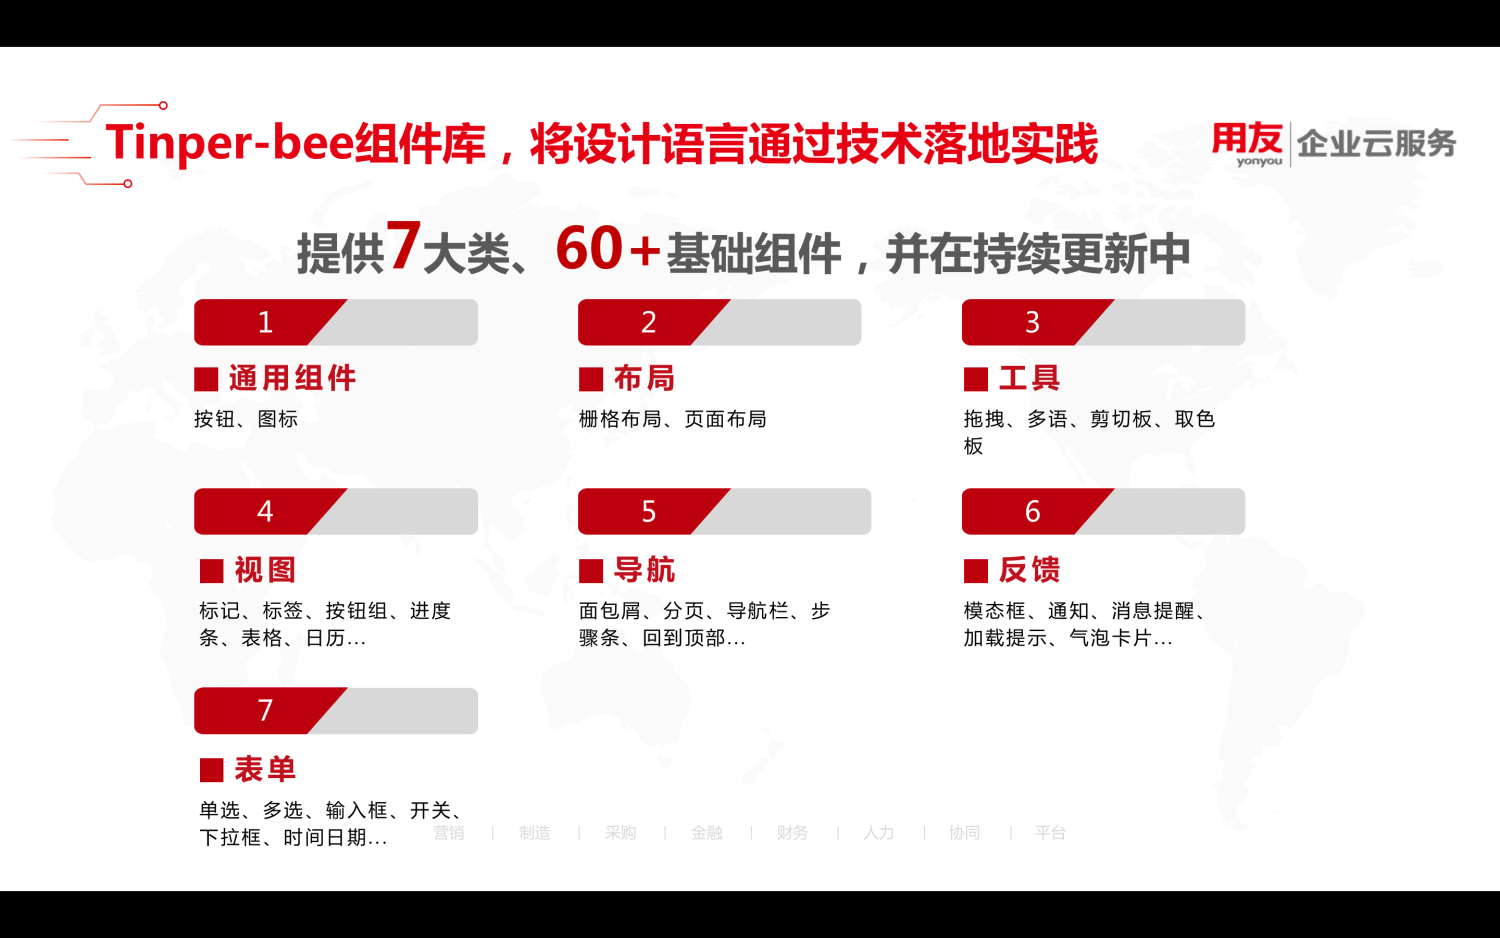 Tinper-bee组件库，将设计语言通过技术落地实践
用友
yonyou
企业云服务
提供7大类、60+基础组件，并在持续更新中
1
2
3
通用组件
布局
工具
按钮、图标
栅格布局、页面布局
拖拽、多语、剪切板、取色
板
4
5
6
视图
导航
反馈
标记、标签、按钮组、进度
条、表格、日历...
面包屑、分页、导航栏、步
骤条、回到顶部...
模态框、通知、消息提醒、
加载提示、气泡卡片...
7
表单
单选、多选、输入框、开关、
下拉框、时间日期...
营销 | 制造 | 采购 | 金融 | 财务 | 人力 | 协同 | 平台